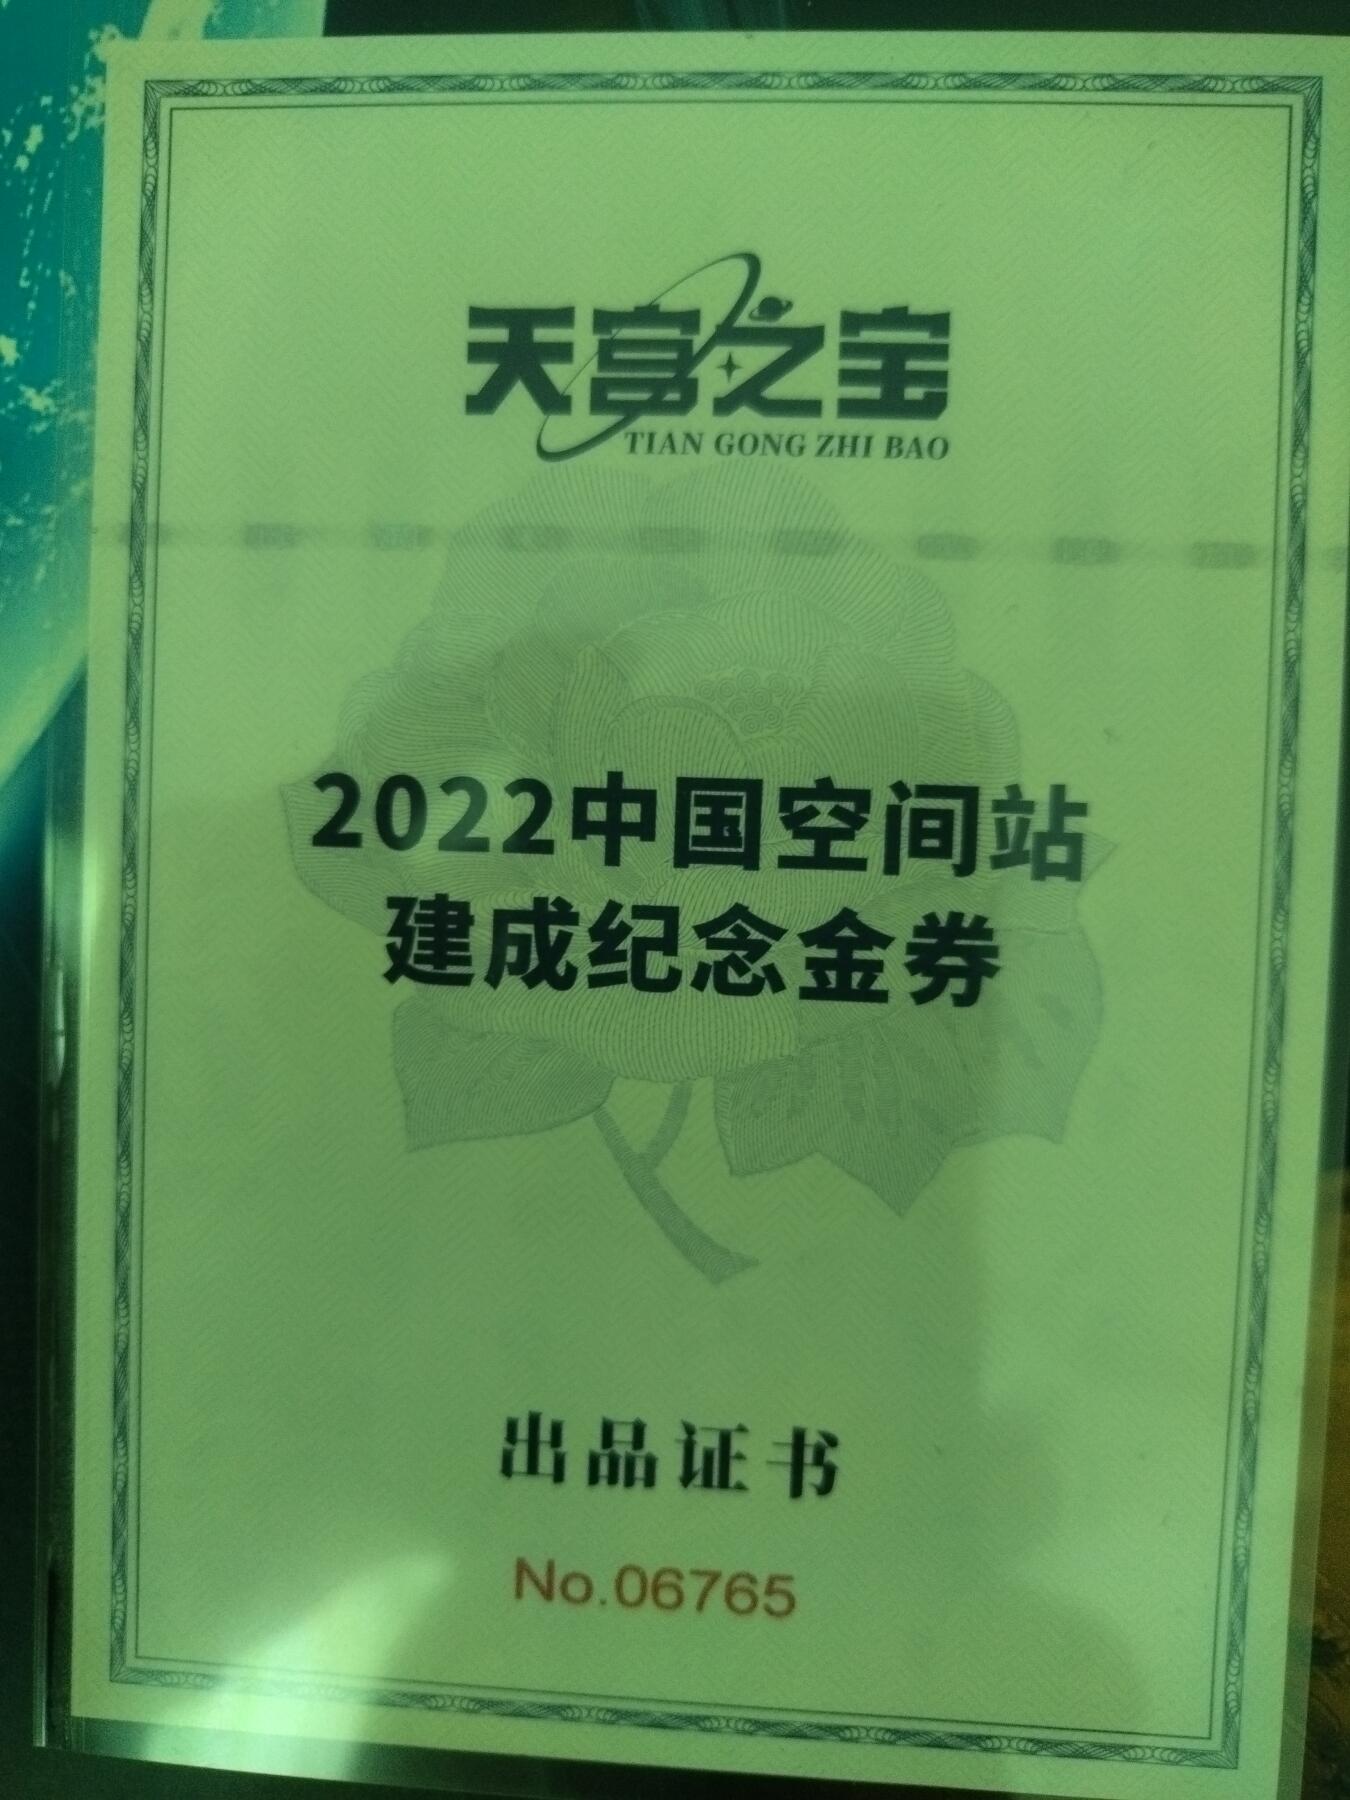 天宫之宝
TIAN GONG ZHI BAO
2022中国空间站
建成纪念金券
出品证书
No.06765